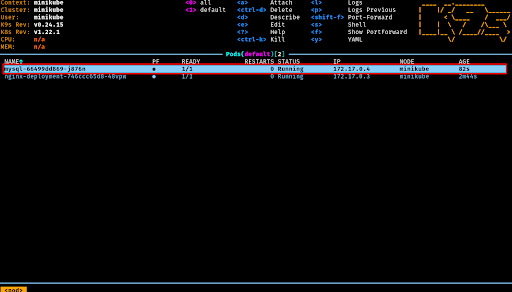 Context: minikube <0> all <a> Attach <l> Logs
Cluster: minikube <1> default <ctrl-d> Delete <p> Logs Previous
User: minikube <d> Describe <shift-f> Port-Forward
K9s Rev: v0.24.15 <e> Edit <s> Shell
K8s Rev: v1.22.1 <?> Help <f> Show PortForward
CPU: n/a <ctrl-k> Kill <y> YAML
MEM: n/a
Pods(default)[2]
NAME↑ PF READY RESTARTS STATUS IP NODE AGE
mysql-66499dd869-j876n ● 1/1 0 Running 172.17.0.4 minikube 82s
nginx-deployment-746ccc65d8-48vpw ● 1/1 0 Running 172.17.0.3 minikube 2m44s
<pod>